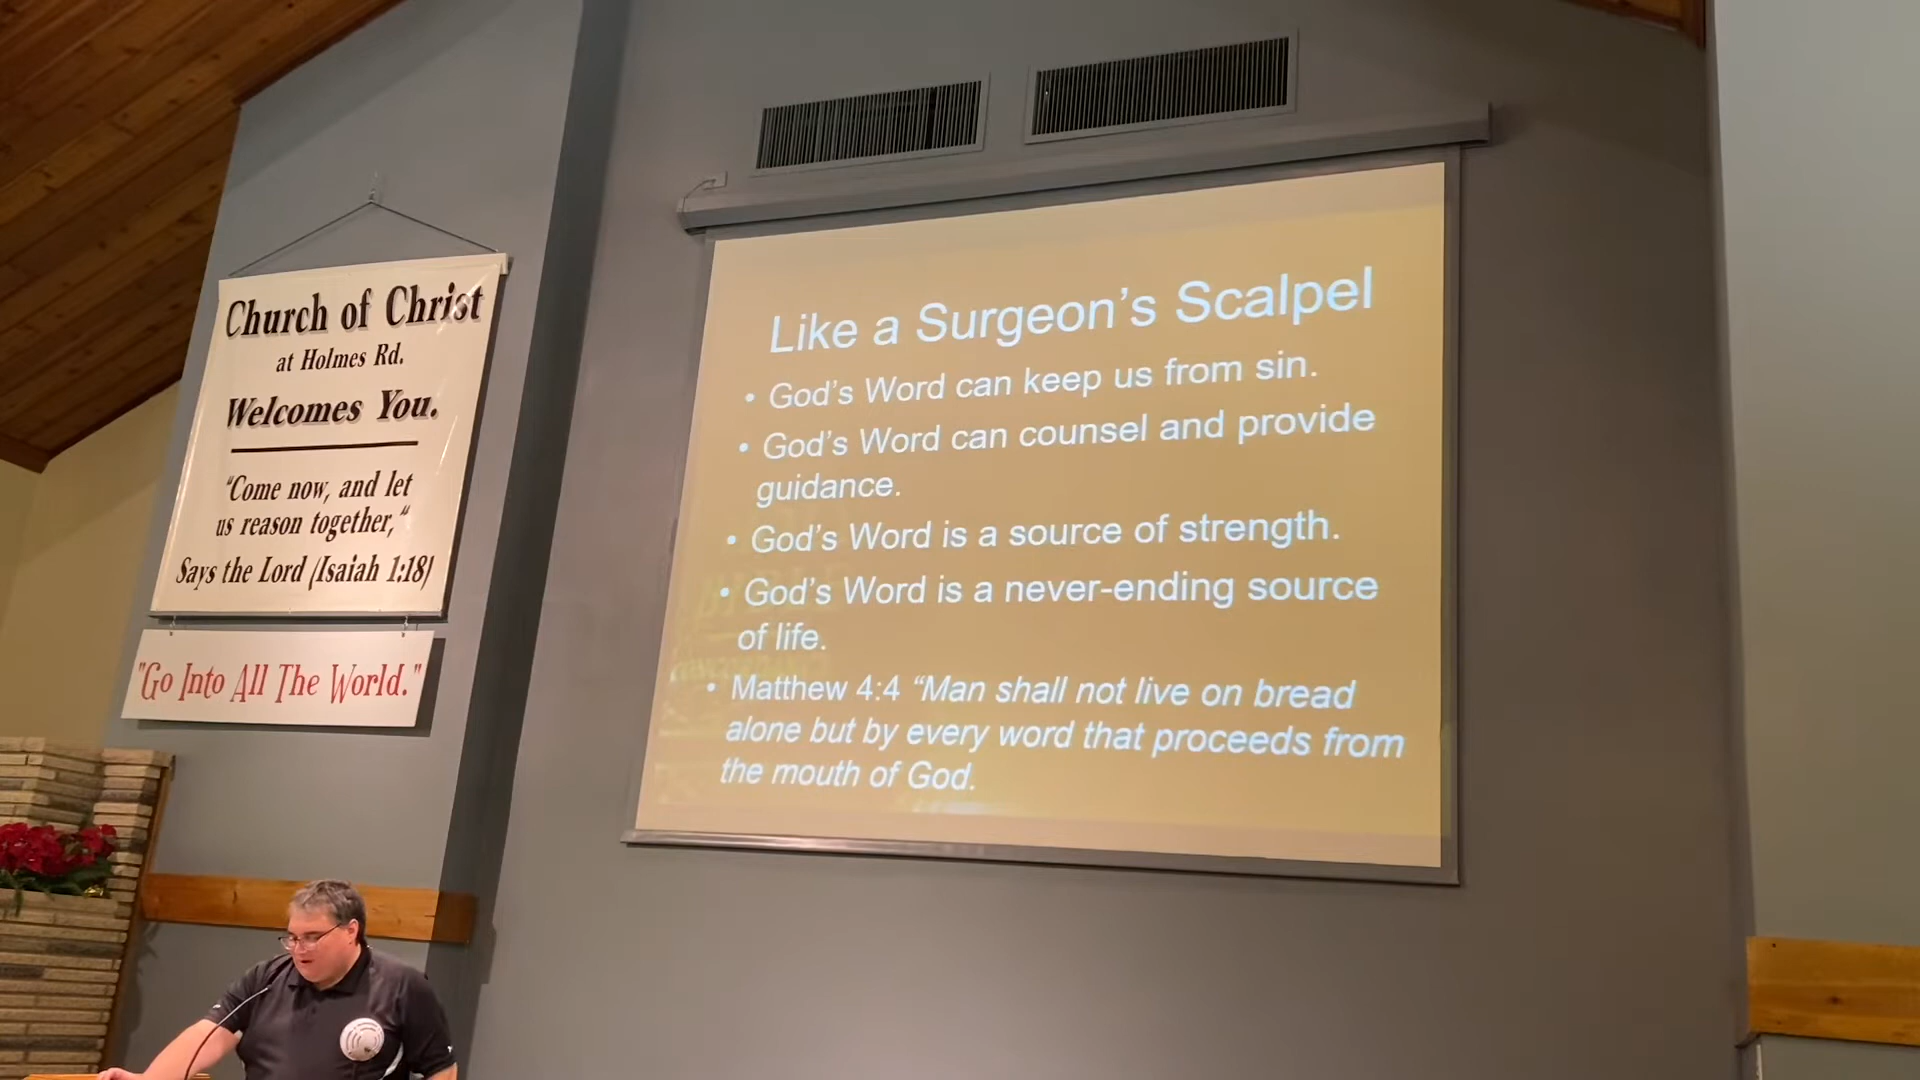 Church of Christ
at Holmes Rd.
Welcomes You.
"Come now, and let
us reason together,"
Says the Lord (Isaiah 1:18)
"Go Into All The World."
Like a Surgeon's Scalpel
• God's Word can keep us from sin.
• God's Word can counsel and provide
guidance.
• God's Word is a source of strength.
• God's Word is a never-ending source
of life.
• Matthew 4:4 “Man shall not live on bread
alone but by every word that proceeds from
the mouth of God.